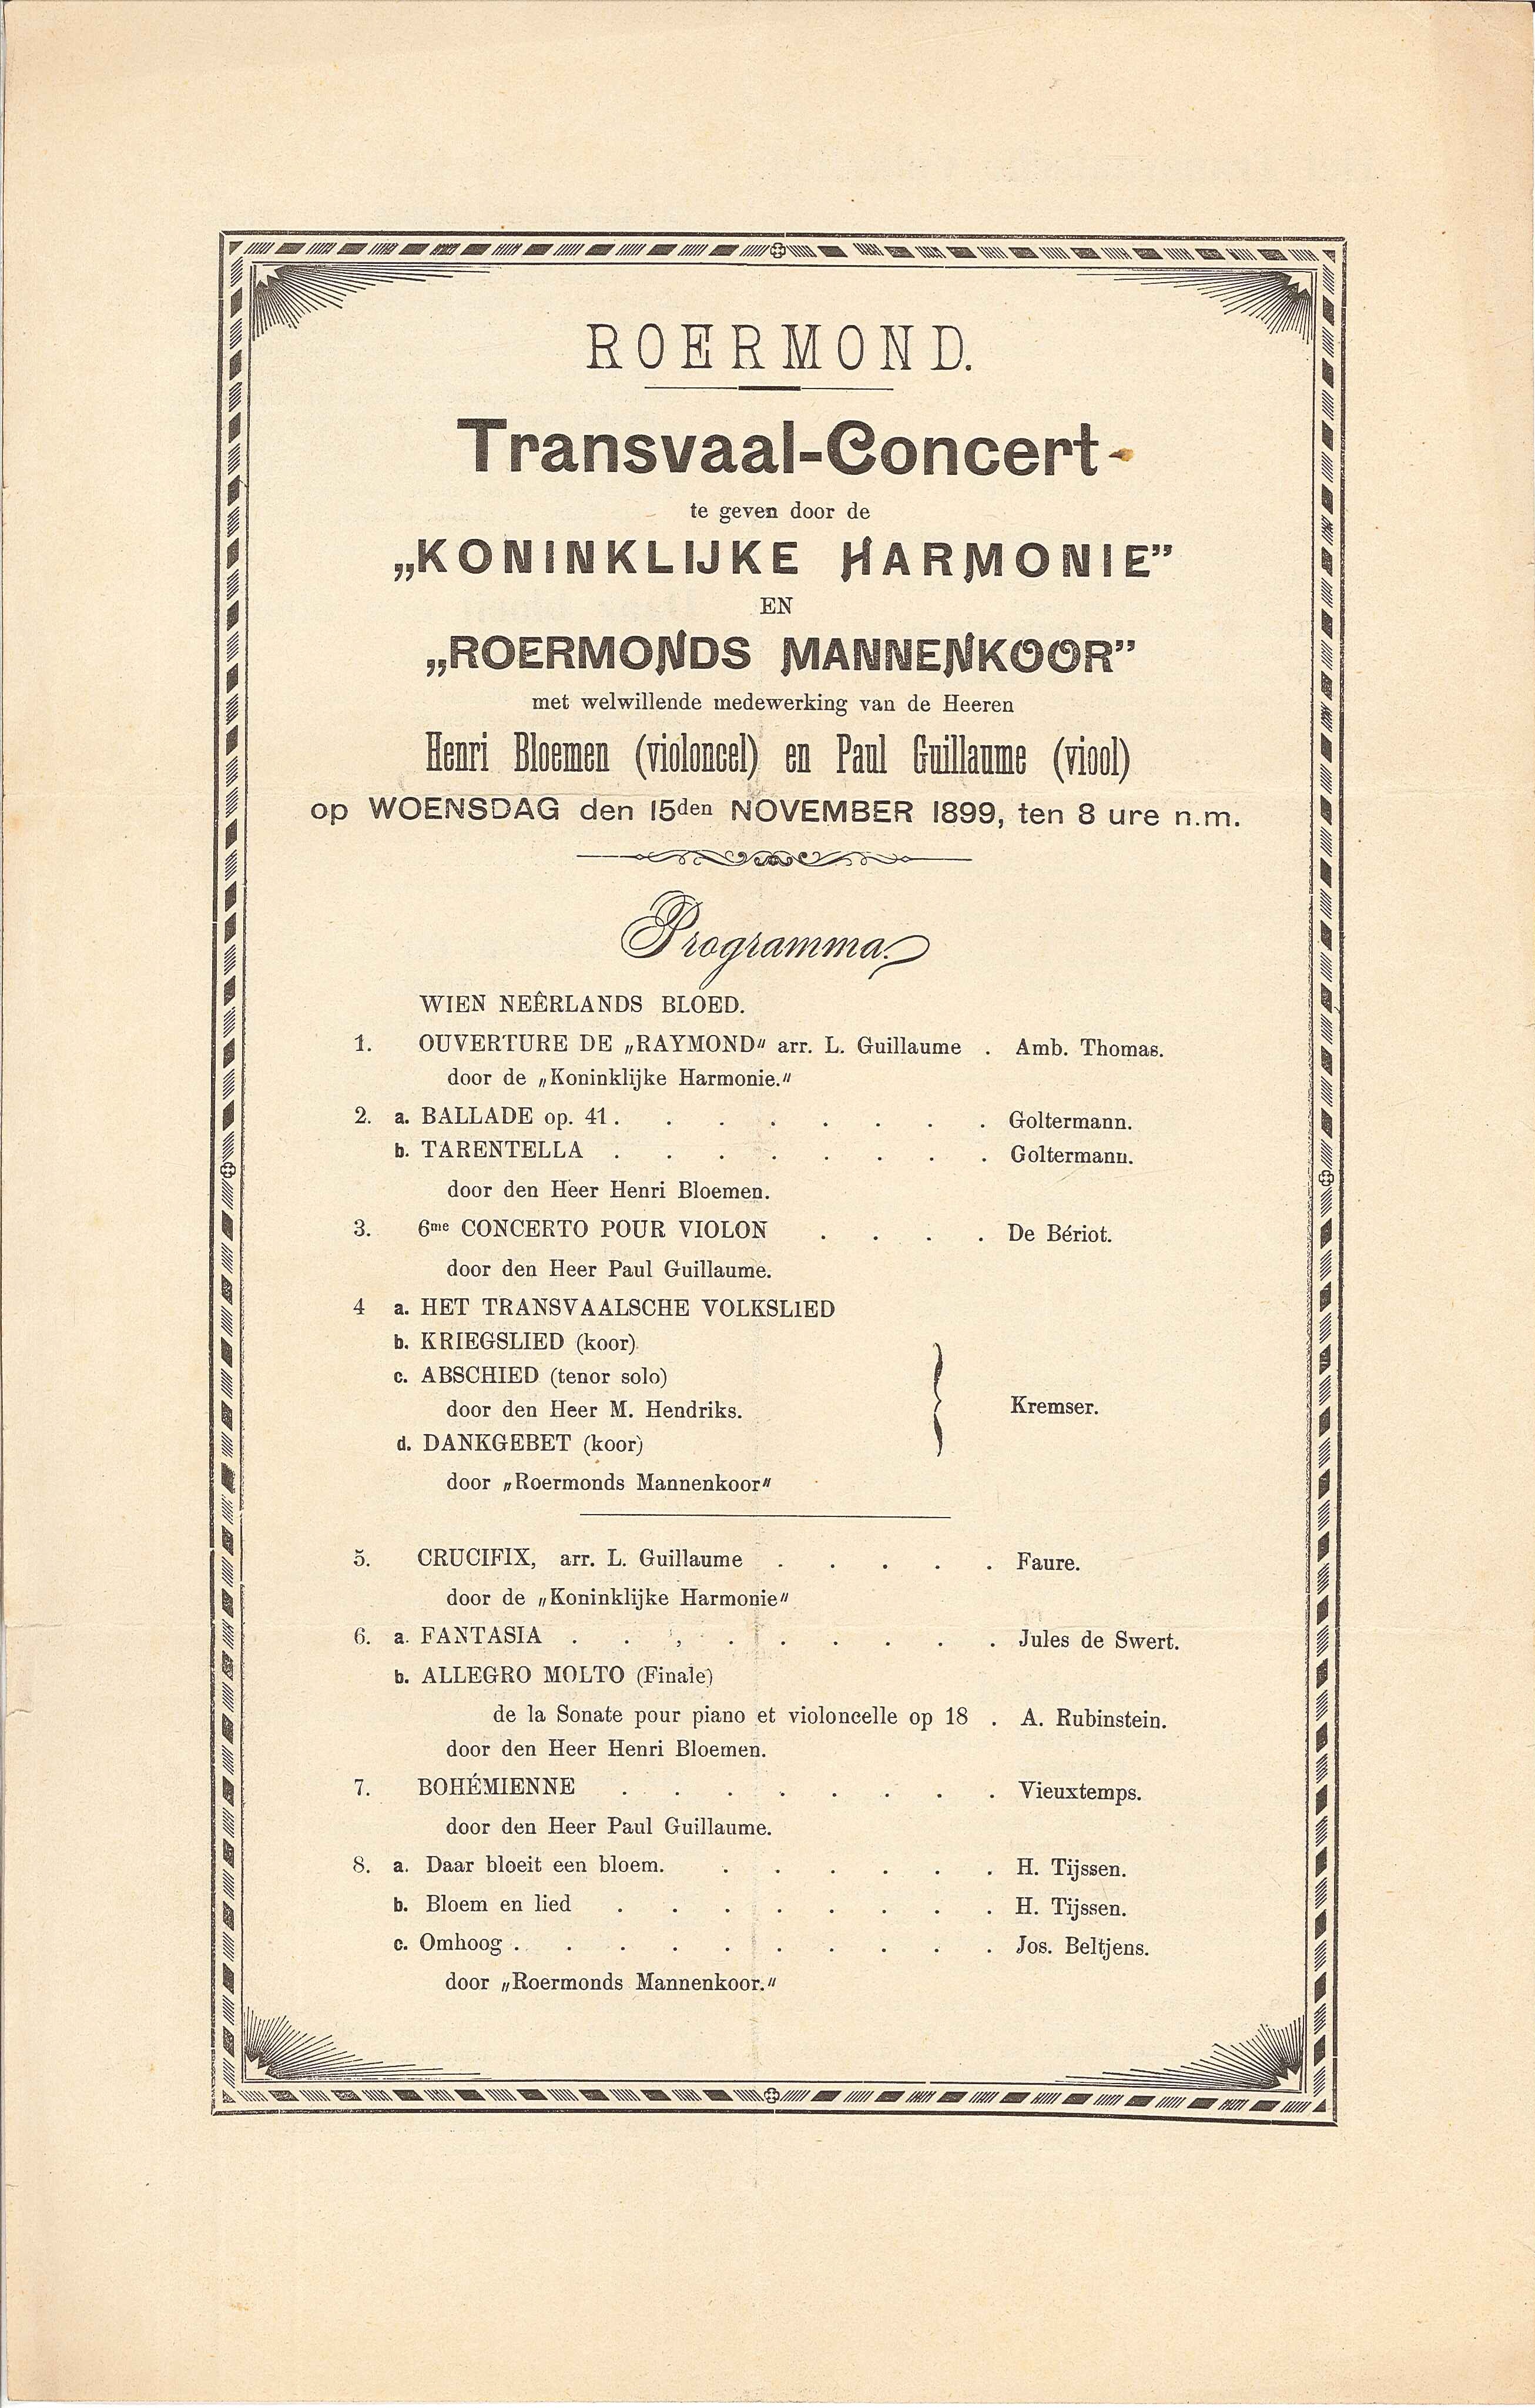 ROERMOND.
Transvaal-Concert
te geven door de
„KONINKLIJKE HARMONIE”
EN
„ROERMONDS MANNENKOOR”
met welwillende medewerking van de Heeren
Henri Bloemen (violoncel) en Paul Guillaume (viool)
op WOENSDAG den 15den NOVEMBER 1899, ten 8 ure n.m.
Programma.
WIEN NEÊRLANDS BLOED.
1. OUVERTURE DE „RAYMOND" arr. L. Guillaume . Amb. Thomas.
door de „Koninklijke Harmonie."
2. a. BALLADE op. 41 . . . . . . . . Goltermann.
b. TARENTELLA . . . . . . . . Goltermann.
door den Heer Henri Bloemen.
3. 6me CONCERTO POUR VIOLON . . . . De Bériot.
door den Heer Paul Guillaume.
4 a. HET TRANSVAALSCHE VOLKSLIED
b. KRIEGSLIED (koor)
c. ABSCHIED (tenor solo)
door den Heer M. Hendriks.
Kremser.
d. DANKGEBET (koor)
door „Roermonds Mannenkoor"
5. CRUCIFIX, arr. L. Guillaume . . . . . Faure.
door de „Koninklijke Harmonie"
6. a. FANTASIA . . , . . . . . . Jules de Swert.
b. ALLEGRO MOLTO (Finale)
de la Sonate pour piano et violoncelle op 18 . A. Rubinstein.
door den Heer Henri Bloemen.
7. BOHÉMIENNE . . . . . . . . Vieuxtemps.
door den Heer Paul Guillaume.
8. a. Daar bloeit een bloem. . . . . . . H. Tijssen.
b. Bloem en lied . . . . . . . . H. Tijssen.
c. Omhoog . . . . . . . . . . Jos. Beltjens.
door „Roermonds Mannenkoor."